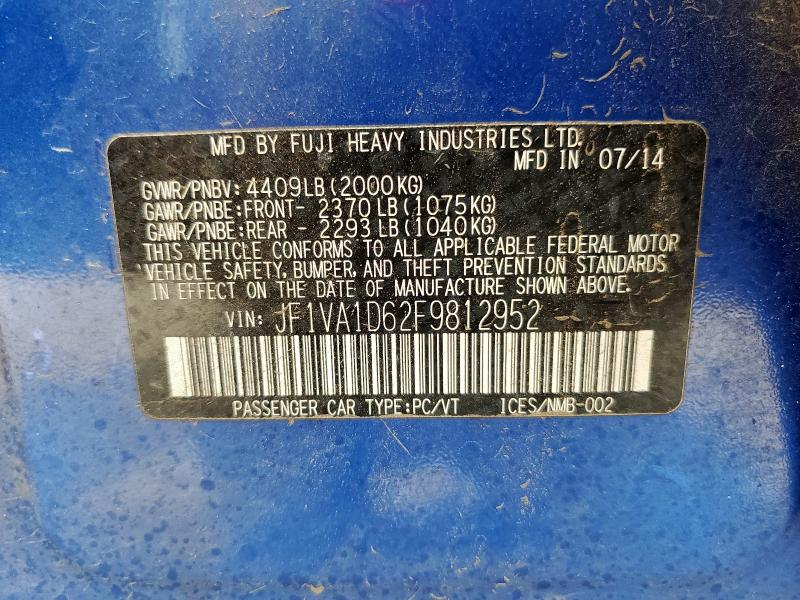 MFD BY FUJI HEAVY INDUSTRIES LTD.
MFD IN 07/14
GVWR/PNBV: 4409LB (2000KG)
GAWR/PNBE:FRONT- 2370 LB (1075KG)
GAWR/PNBE:REAR - 2293 LB (1040KG)
THIS VEHICLE CONFORMS TO ALL APPLICABLE FEDERAL MOTOR
VEHICLE SAFETY, BUMPER, AND THEFT PREVENTION STANDARDS
IN EFFECT ON THE DATE OF MANUFACTURE SHOWN ABOVE.
VIN: JF1VA1D62F9812952
PASSENGER CAR TYPE:PC/VT ICES/NMB-002